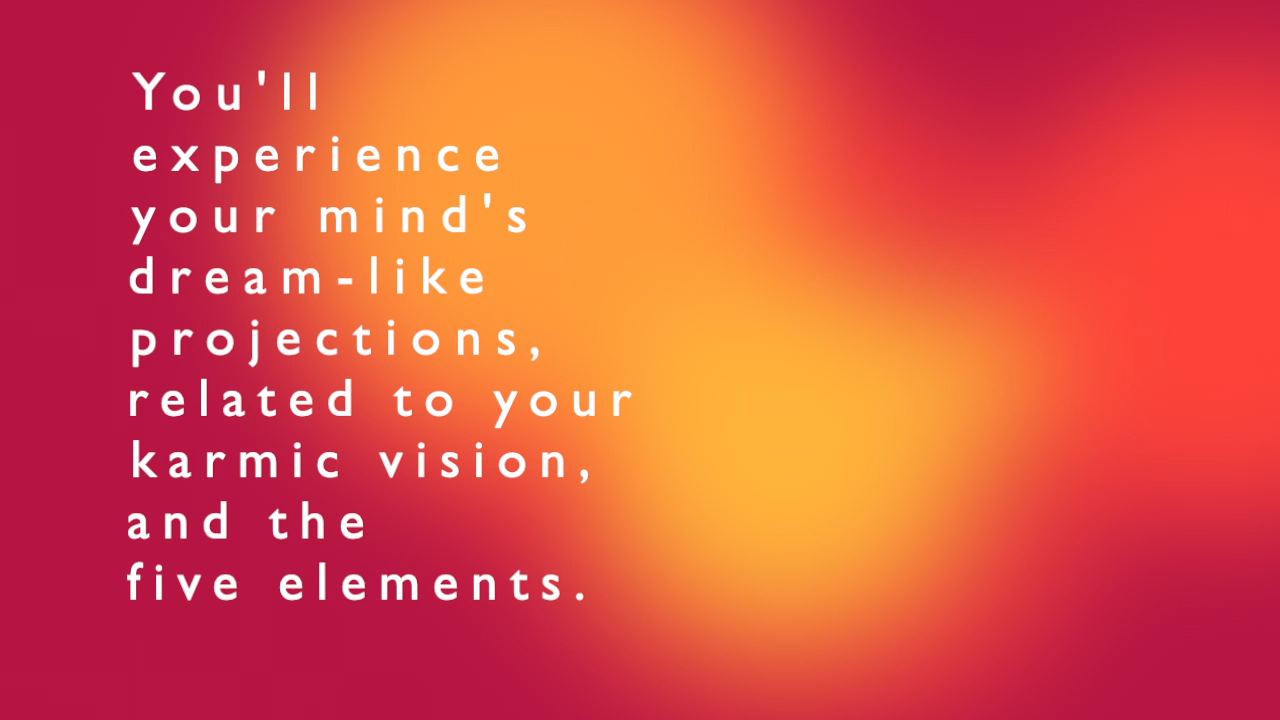 You'll
experience
your mind's
dream-like
projections,
related to your
karmic vision,
and the
five elements.